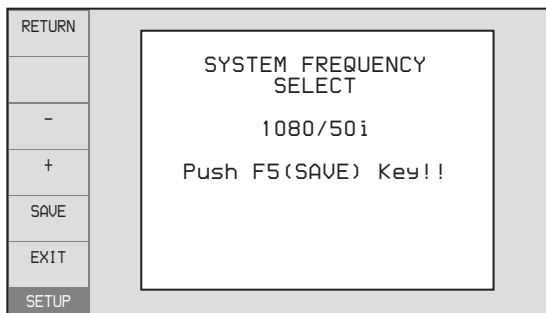 RETURN
-
+
SAVE
EXIT
SETUP
SYSTEM FREQUENCY
SELECT
1080/50i
Push F5(SAVE) Key!!